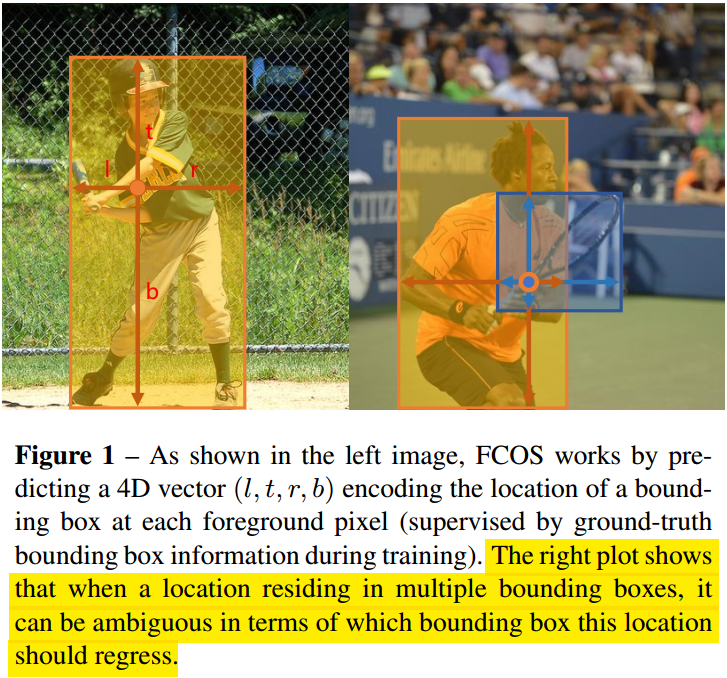 t
l
r
b
Emirates Airline
CITIZEN
Figure 1 – As shown in the left image, FCOS works by pre-
dicting a 4D vector (l, t, r, b) encoding the location of a bound-
ing box at each foreground pixel (supervised by ground-truth
bounding box information during training). The right plot shows
that when a location residing in multiple bounding boxes, it
can be ambiguous in terms of which bounding box this location
should regress.